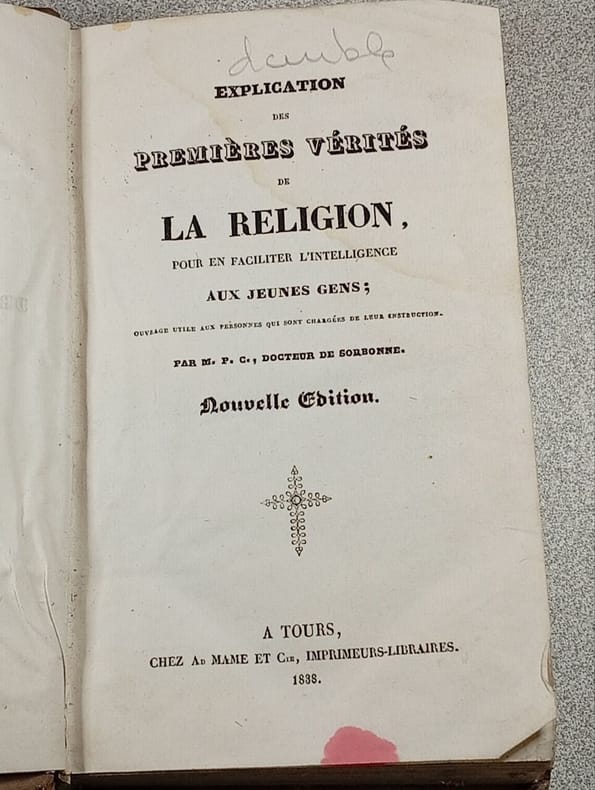 double
EXPLICATION
DES
PREMIÈRES VÉRITÉS
DE
LA RELIGION,
POUR EN FACILITER L'INTELLIGENCE
AUX JEUNES GENS;
OUVRAGE UTILE AUX PERSONNES QUI SONT CHARGÉES DE LEUR INSTRUCTION.
PAR M. P. C., DOCTEUR DE SORBONNE.
Nouvelle Edition.
A TOURS,
CHEZ AD MAME ET CIE, IMPRIMEURS-LIBRAIRES.
1838.